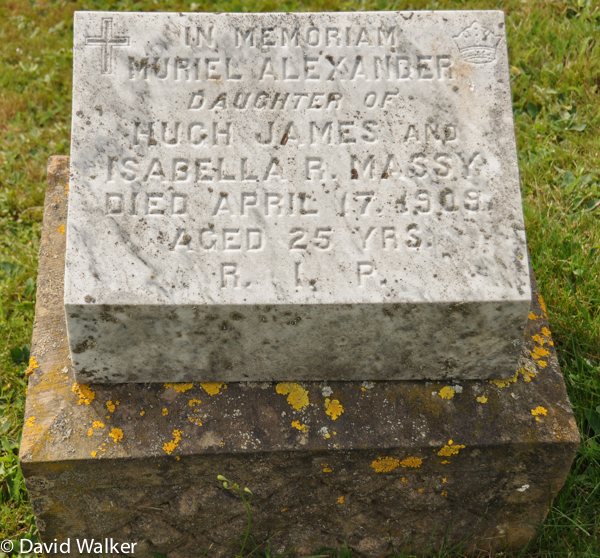 IN MEMORIAM
MURIEL ALEXANDER
DAUGHTER OF
HUGH JAMES AND
ISABELLA R. MASSY
DIED APRIL 17. 1909.
AGED 25 YRS.
R. I. P.
© David Walker